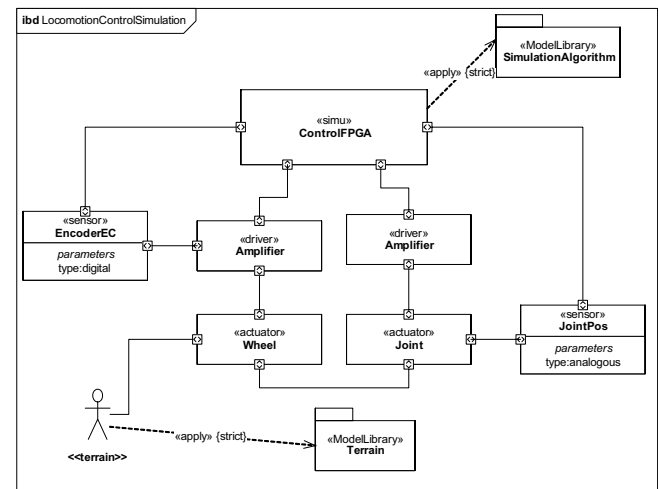 ibd LocomotionControlSimulation
«ModelLibrary»
SimulationAlgorithm
«apply» {strict}
«simu»
ControlFPGA
«sensor»
EncoderEC
parameters
type:digital
«driver»
Amplifier
«driver»
Amplifier
«actuator»
Wheel
«actuator»
Joint
«sensor»
JointPos
parameters
type:analogous
«apply» {strict}
«ModelLibrary»
Terrain
<<terrain>>